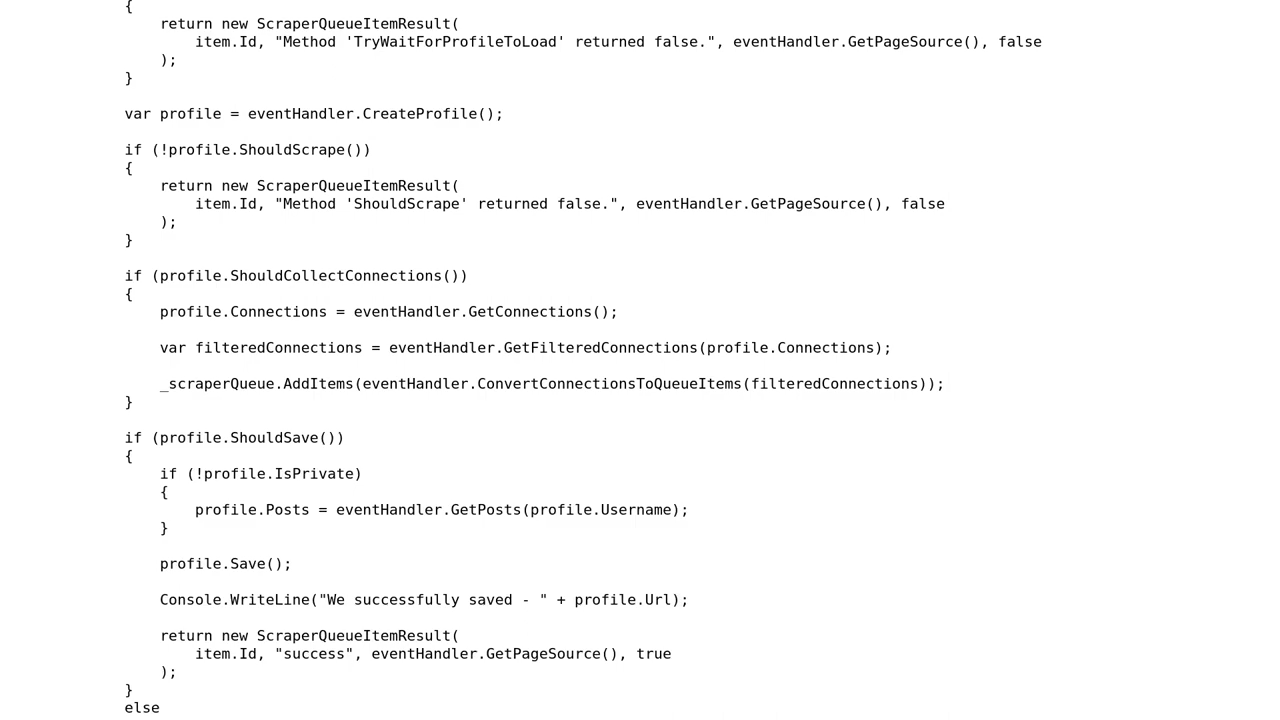 {
return new ScraperQueueItemResult(
item.Id, "Method 'TryWaitForProfileToLoad' returned false.", eventHandler.GetPageSource(), false
);
}
var profile = eventHandler.CreateProfile();
if (!profile.ShouldScrape())
{
return new ScraperQueueItemResult(
item.Id, "Method 'ShouldScrape' returned false.", eventHandler.GetPageSource(), false
);
}
if (profile.ShouldCollectConnections())
{
profile.Connections = eventHandler.GetConnections();
var filteredConnections = eventHandler.GetFilteredConnections(profile.Connections);
_scraperQueue.AddItems(eventHandler.ConvertConnectionsToQueueItems(filteredConnections));
}
if (profile.ShouldSave())
{
if (!profile.IsPrivate)
{
profile.Posts = eventHandler.GetPosts(profile.Username);
}
profile.Save();
Console.WriteLine("We successfully saved - " + profile.Url);
return new ScraperQueueItemResult(
item.Id, "success", eventHandler.GetPageSource(), true
);
}
else